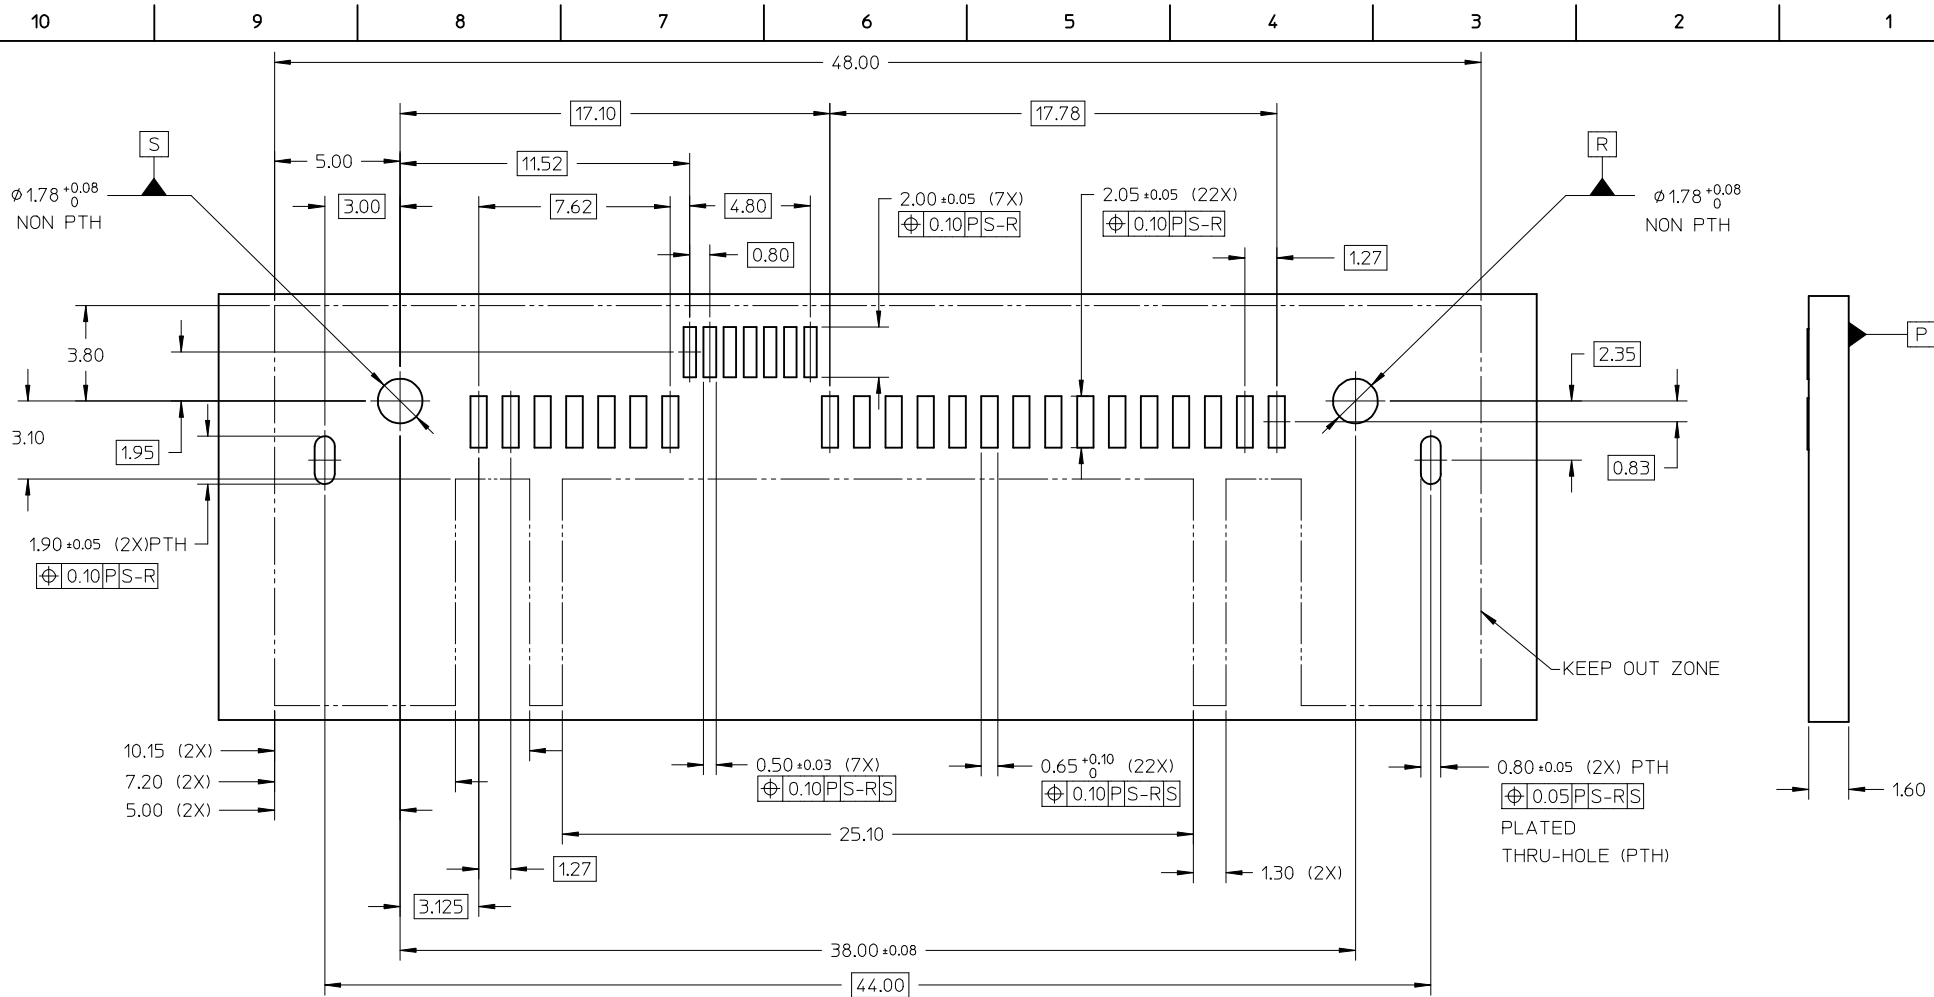 10 9 8 7 6 5 4 3 2 1
48.00
17.10 17.78
S
R
5.00
11.52
⌀1.78 +0.08 0
NON PTH
3.00
7.62
4.80
2.00 ±0.05 (7X)
⌖ 0.10 P S-R
2.05 ±0.05 (22X)
⌖ 0.10 P S-R
⌀1.78 +0.08 0
NON PTH
0.80
1.27
3.80
2.35
P
3.10
1.95
0.83
1.90 ±0.05 (2X)PTH
⌖ 0.10 P S-R
KEEP OUT ZONE
10.15 (2X)
7.20 (2X)
5.00 (2X)
0.50 ±0.03 (7X)
⌖ 0.10 P S-R S
0.65 +0.10 0 (22X)
⌖ 0.10 P S-R S
0.80 ±0.05 (2X) PTH
⌖ 0.05 P S-R S
PLATED
THRU-HOLE (PTH)
1.60
25.10
1.27
1.30 (2X)
3.125
38.00 ±0.08
44.00